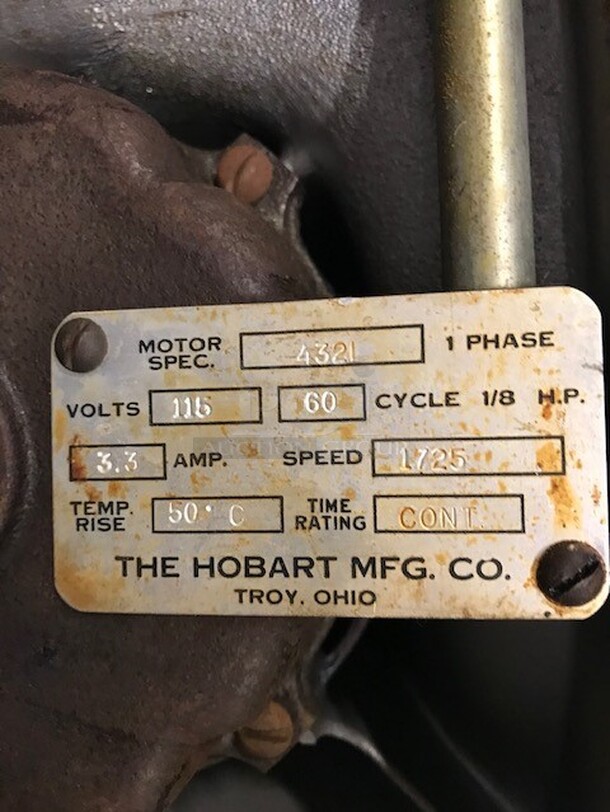 MOTOR SPEC. 4321 1 PHASE
VOLTS 115 60 CYCLE 1/8 H.P.
3.3 AMP. SPEED 1725
TEMP. RISE 50° C TIME RATING CONT.
THE HOBART MFG. CO.
TROY, OHIO